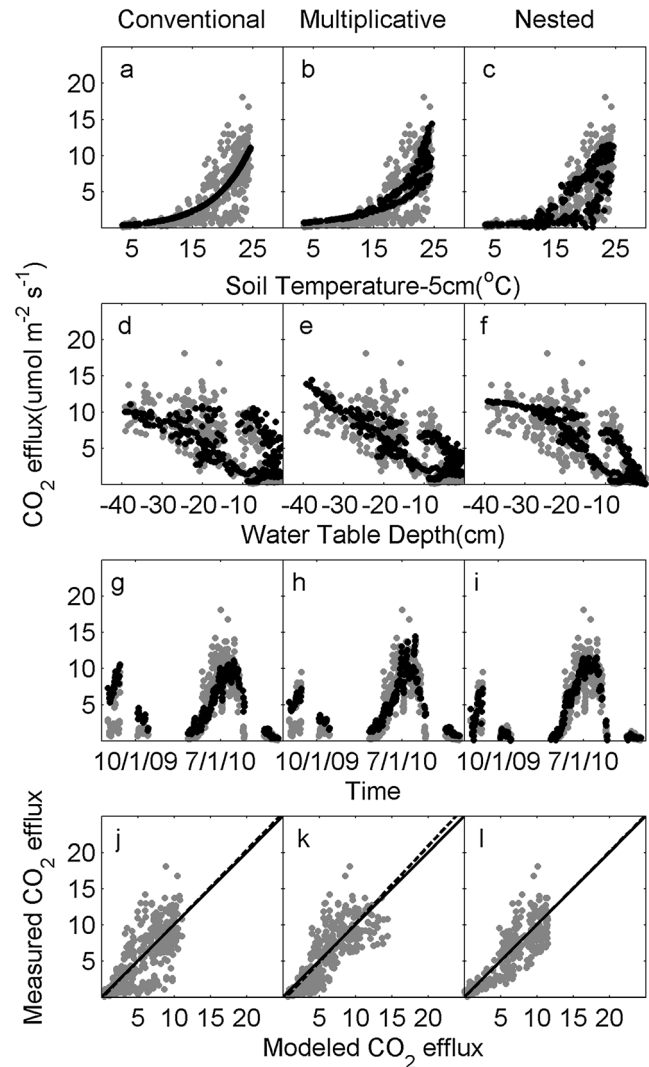 Conventional Multiplicative Nested
a b c
20
15
10
5
5 15 25 5 15 25 5 15 25
Soil Temperature-5cm(°C)
CO2 efflux(umol m-2 s-1)
d e f
20
15
10
5
-40 -30 -20 -10 -40 -30 -20 -10 -40 -30 -20 -10
Water Table Depth(cm)
g h i
20
15
10
5
10/1/09 7/1/10 10/1/09 7/1/10 10/1/09 7/1/10
Time
Measured CO2 efflux
j k l
20
15
10
5
5 10 15 20 5 10 15 20 5 10 15 20
Modeled CO2 efflux